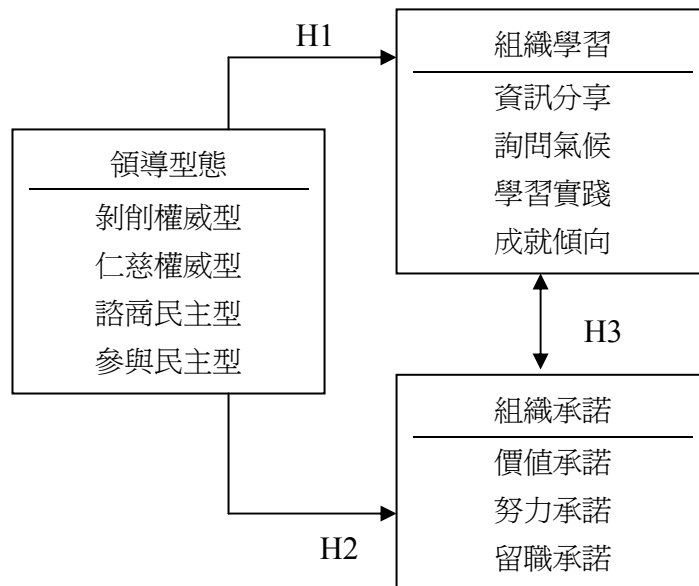 H1
組織學習
資訊分享
詢問氣候
學習實踐
成就傾向
領導型態
剝削權威型
仁慈權威型
諮商民主型
參與民主型
H3
組織承諾
價值承諾
努力承諾
留職承諾
H2